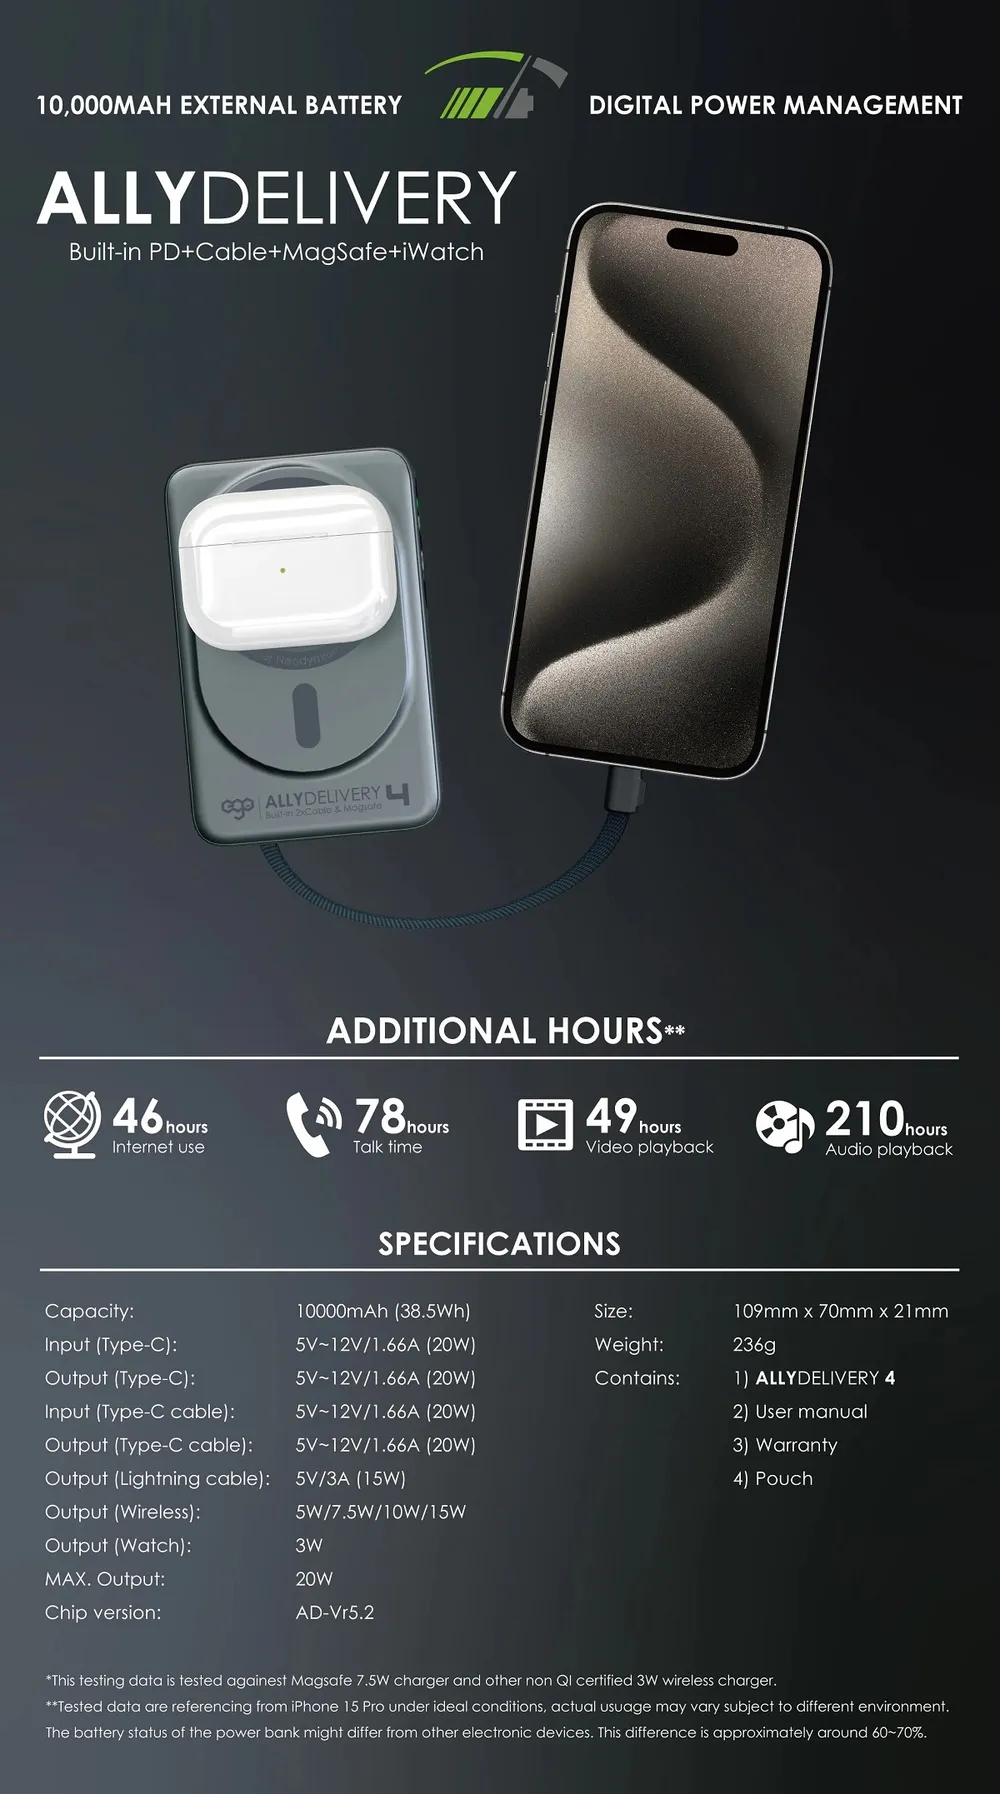 10,000MAH EXTERNAL BATTERY
DIGITAL POWER MANAGEMENT
ALLYDELIVERY
Built-in PD+Cable+MagSafe+iWatch
ego ALLYDELIVERY 4
Built-in 2xCable & Magsafe
ADDITIONAL HOURS**
46hours
Internet use
78hours
Talk time
49hours
Video playback
210hours
Audio playback
SPECIFICATIONS
Capacity: 10000mAh (38.5Wh)
Input (Type-C): 5V~12V/1.66A (20W)
Output (Type-C): 5V~12V/1.66A (20W)
Input (Type-C cable): 5V~12V/1.66A (20W)
Output (Type-C cable): 5V~12V/1.66A (20W)
Output (Lightning cable): 5V/3A (15W)
Output (Wireless): 5W/7.5W/10W/15W
Output (Watch): 3W
MAX. Output: 20W
Chip version: AD-Vr5.2
Size: 109mm x 70mm x 21mm
Weight: 236g
Contains: 1) ALLYDELIVERY 4
2) User manual
3) Warranty
4) Pouch
*This testing data is tested againest Magsafe 7.5W charger and other non QI certified 3W wireless charger.
**Tested data are referencing from iPhone 15 Pro under ideal conditions, actual usuage may vary subject to different environment.
The battery status of the power bank might differ from other electronic devices. This difference is approximately around 60~70%.